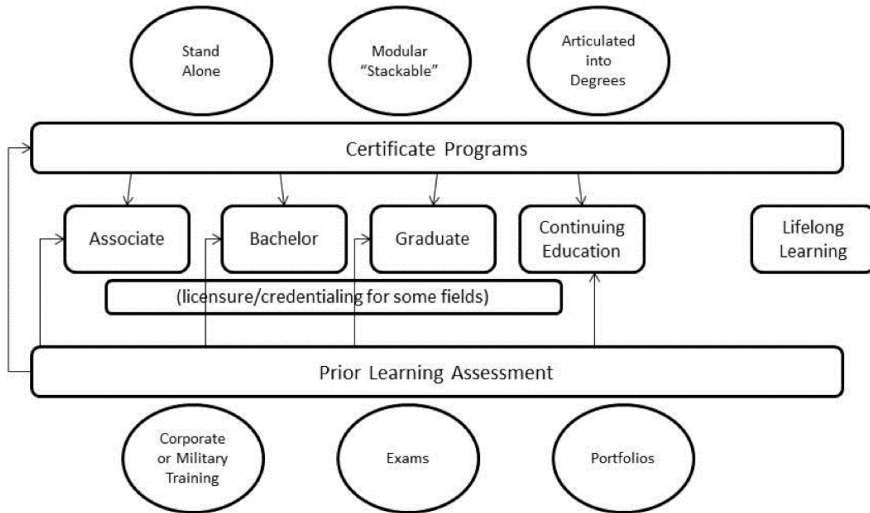 Stand
Alone
Modular
“Stackable”
Articulated
into
Degrees
Certificate Programs
Associate
Bachelor
Graduate
Continuing
Education
Lifelong
Learning
(licensure/credentialing for some fields)
Prior Learning Assessment
Corporate
or Military
Training
Exams
Portfolios